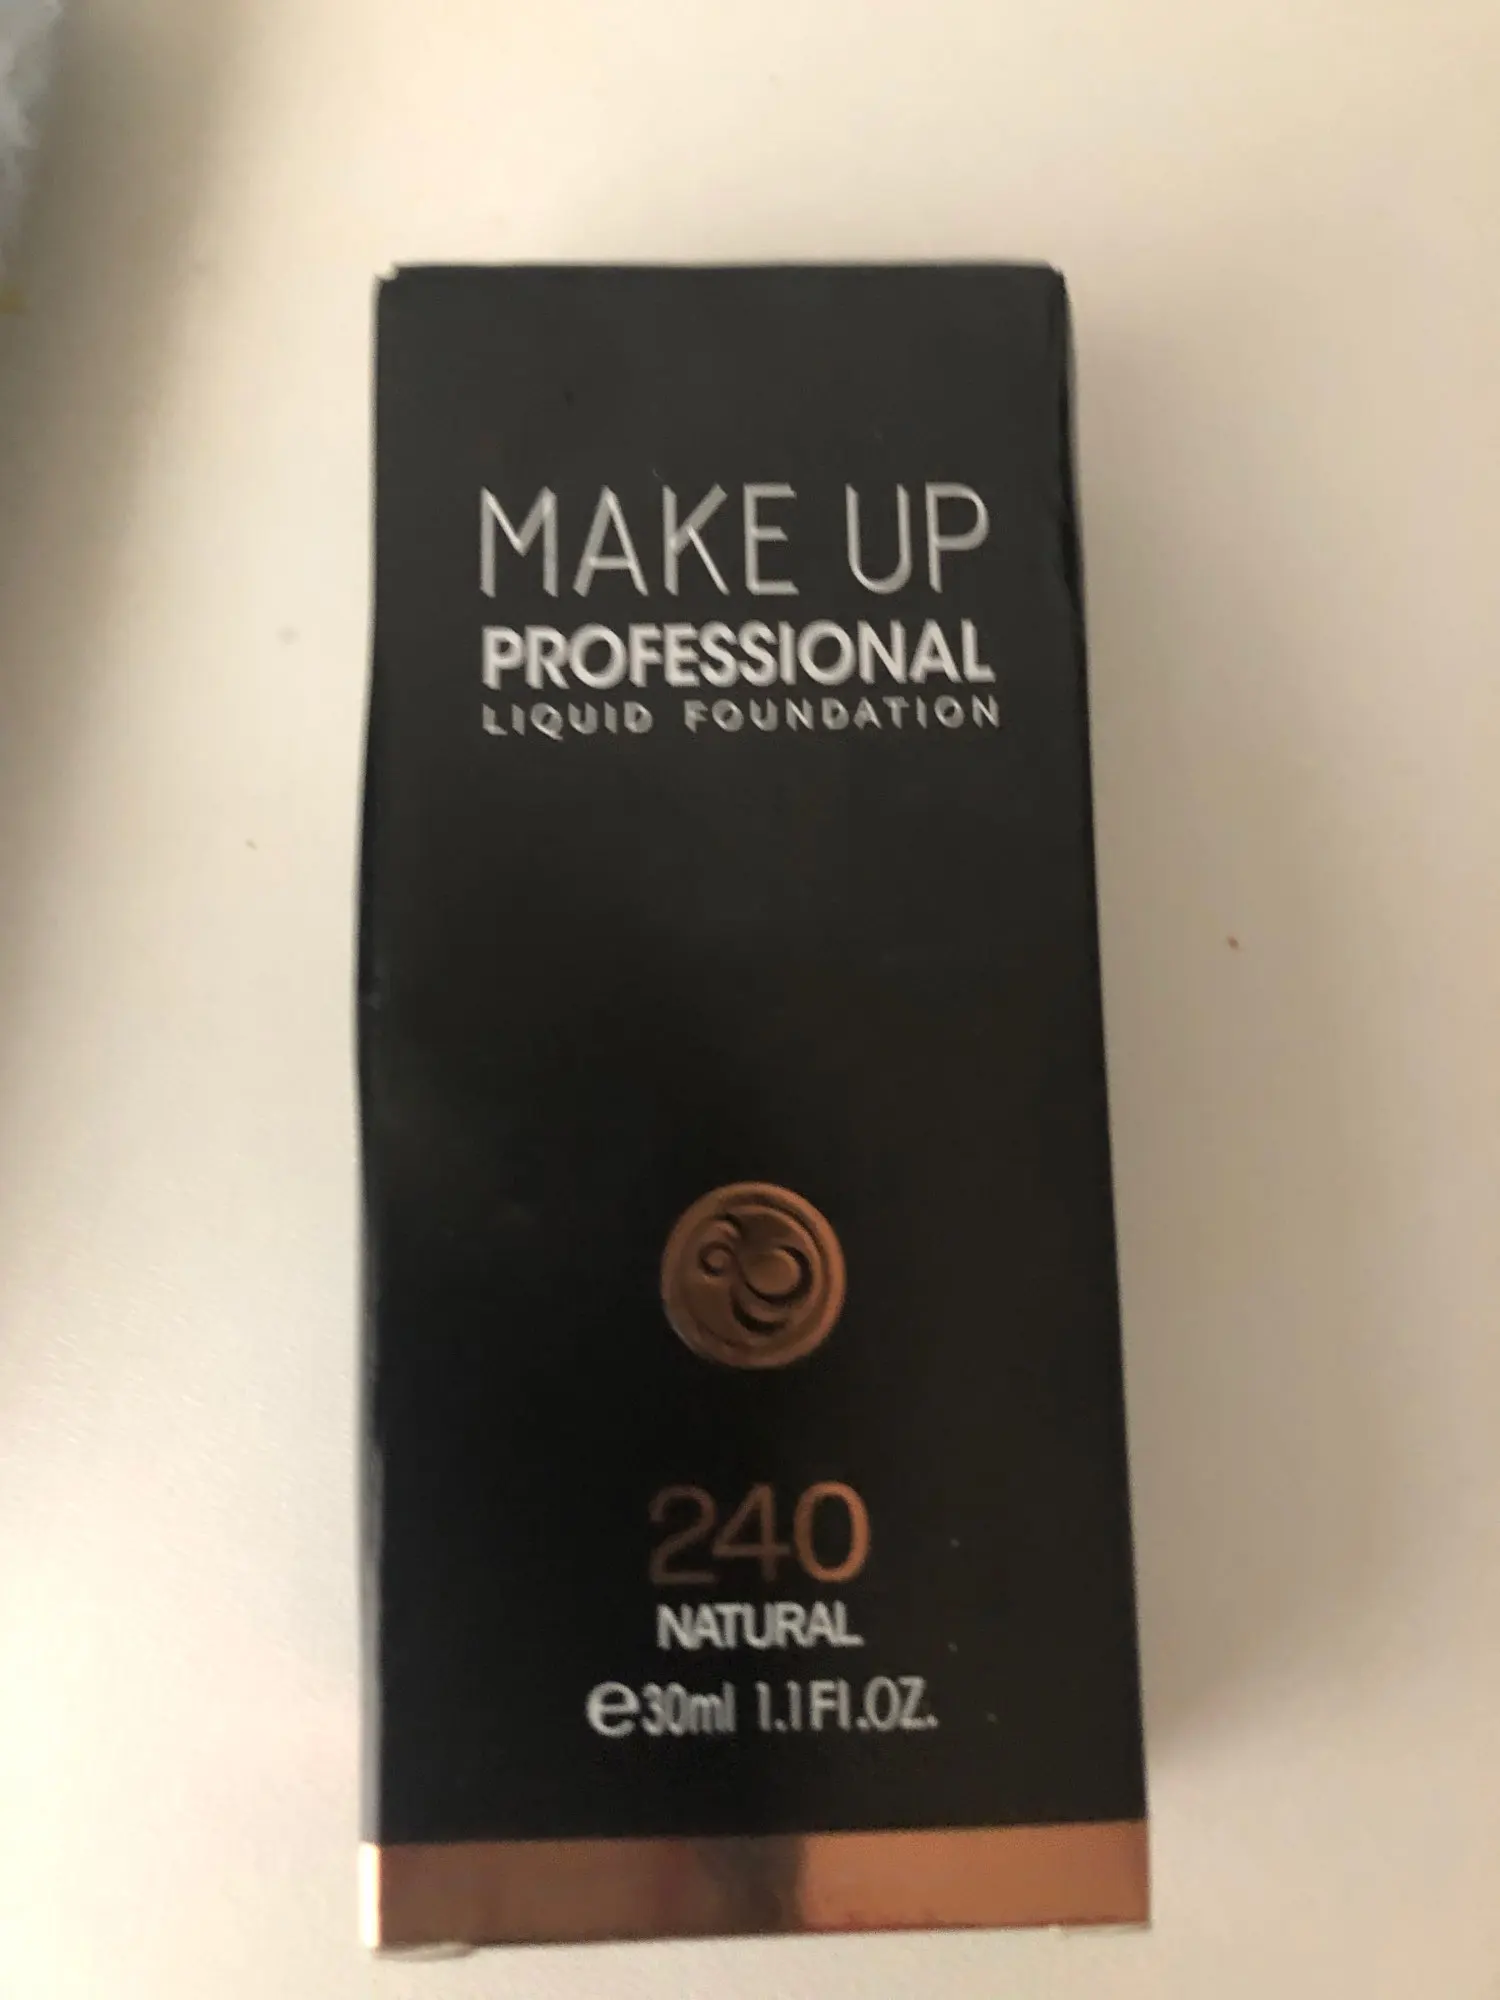 MAKE UP
PROFESSIONAL
LIQUID FOUNDATION
240
NATURAL
℮30ml 1.1Fl.OZ.